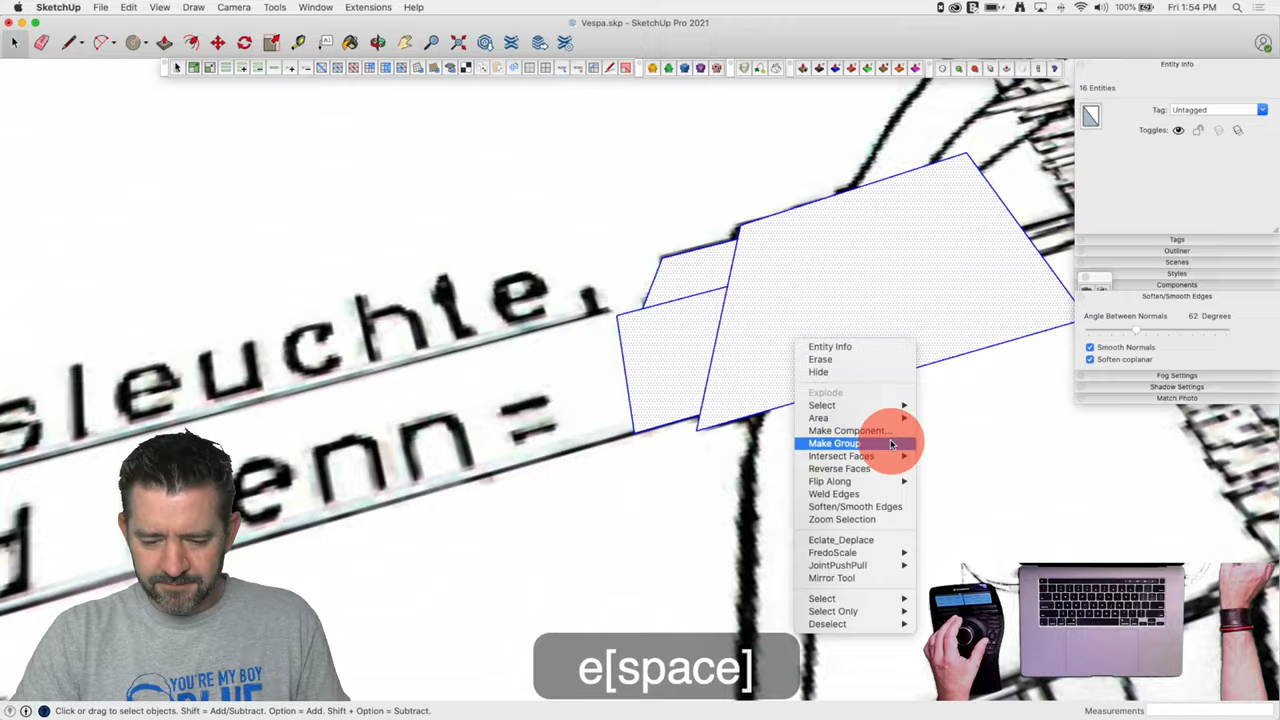 SketchUp File Edit View Draw Camera Tools Window Extensions Help
100% Fri 1:54 PM
Vespa.skp - SketchUp Pro 2021
Entity Info
16 Entities
Tag: Untagged
Toggles:
Tags
Outliner
Scenes
Styles
Components
Soften/Smooth Edges
Angle Between Normals 62 Degrees
Smooth Normals
Soften coplanar
Fog Settings
Shadow Settings
Match Photo
sleuchte,
enn=
Entity Info
Erase
Hide
Explode
Select
Area
Make Component...
Make Group
Intersect Faces
Reverse Faces
Flip Along
Weld Edges
Soften/Smooth Edges
Zoom Selection
Eclate_Deplace
FredoScale
JointPushPull
Mirror Tool
Select
Select Only
Deselect
e[space]
YOU'RE MY BOY
BLUE
Click or drag to select objects. Shift = Add/Subtract. Option = Add. Shift + Option = Subtract.
Measurements